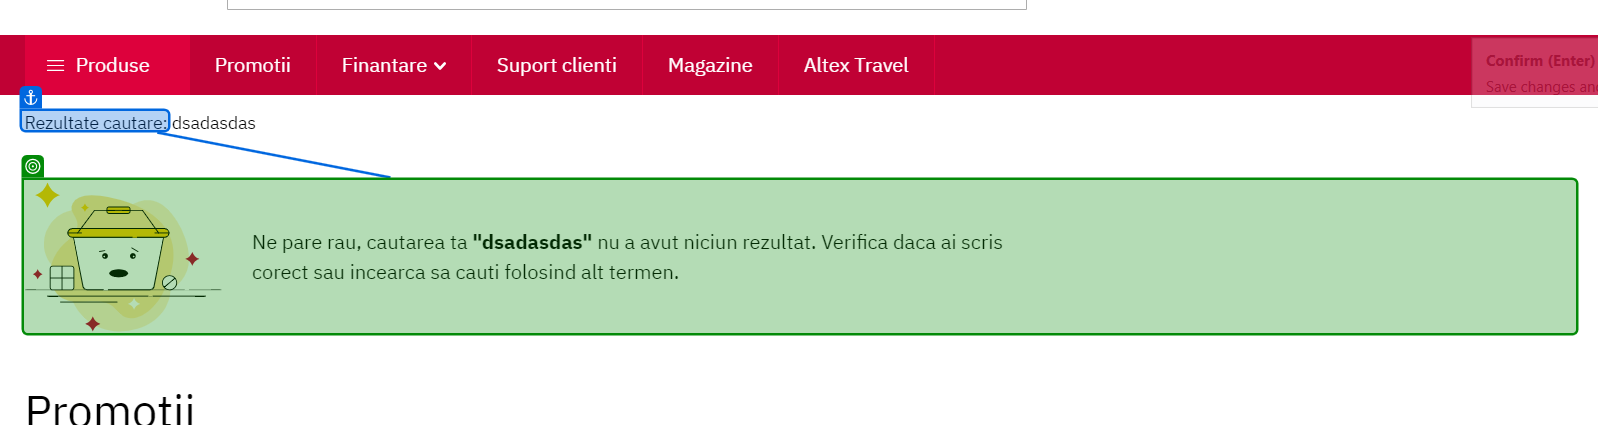 Produse Promotii Finantare Suport clienti Magazine Altex Travel
Confirm (Enter)
Save changes
Rezultate cautare: dsadasdas
Ne pare rau, cautarea ta "dsadasdas" nu a avut niciun rezultat. Verifica daca ai scris
corect sau incearca sa cauti folosind alt termen.
Promotii